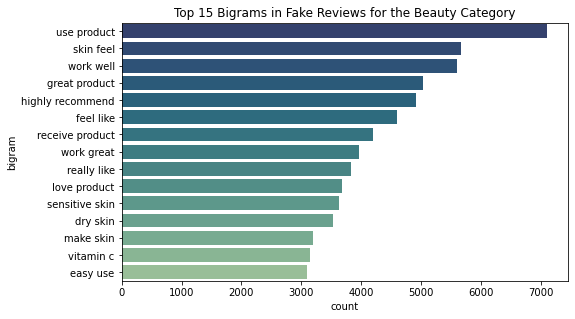 Top 15 Bigrams in Fake Reviews for the Beauty Category
use product
skin feel
work well
great product
highly recommend
feel like
receive product
work great
really like
love product
sensitive skin
dry skin
make skin
vitamin c
easy use
bigram
0 1000 2000 3000 4000 5000 6000 7000
count